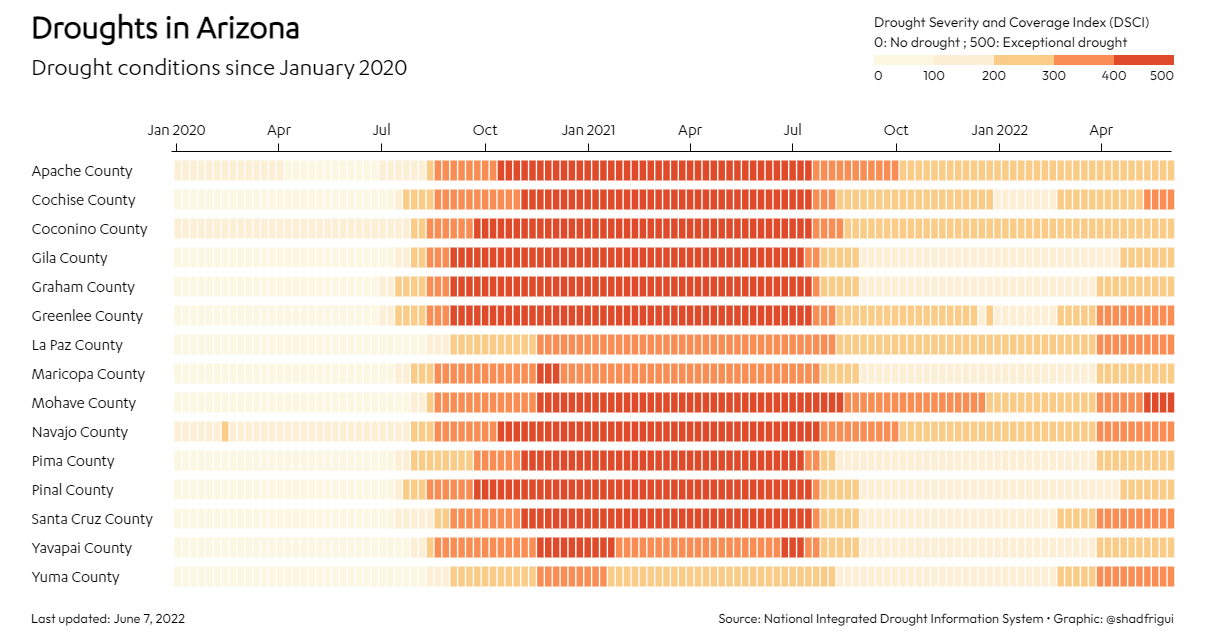 Droughts in Arizona
Drought conditions since January 2020
Drought Severity and Coverage Index (DSCI)
0: No drought ; 500: Exceptional drought
0 100 200 300 400 500
Jan 2020 Apr Jul Oct Jan 2021 Apr Jul Oct Jan 2022 Apr
Apache County
Cochise County
Coconino County
Gila County
Graham County
Greenlee County
La Paz County
Maricopa County
Mohave County
Navajo County
Pima County
Pinal County
Santa Cruz County
Yavapai County
Yuma County
Last updated: June 7, 2022
Source: National Integrated Drought Information System • Graphic: @shadfrigui